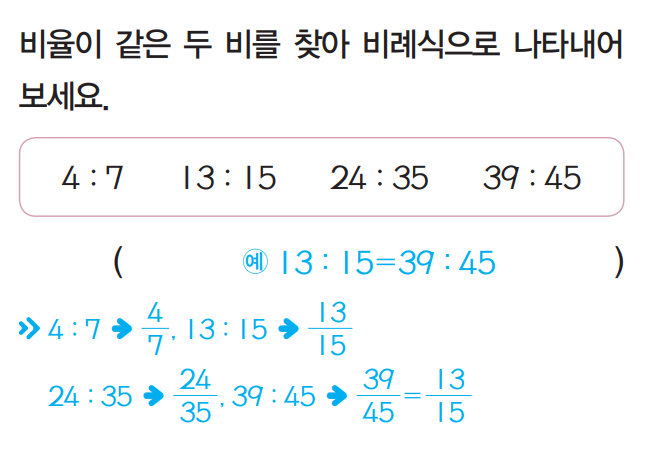 비율이 같은 두 비를 찾아 비례식으로 나타내어
보세요.
4 : 7 13 : 15 24 : 35 39 : 45
( 예 13 : 15=39 : 45 )
≫ 4 : 7 ➜ 4/7, 13 : 15 ➜ 13/15
24 : 35 ➜ 24/35, 39 : 45 ➜ 39/45=13/15